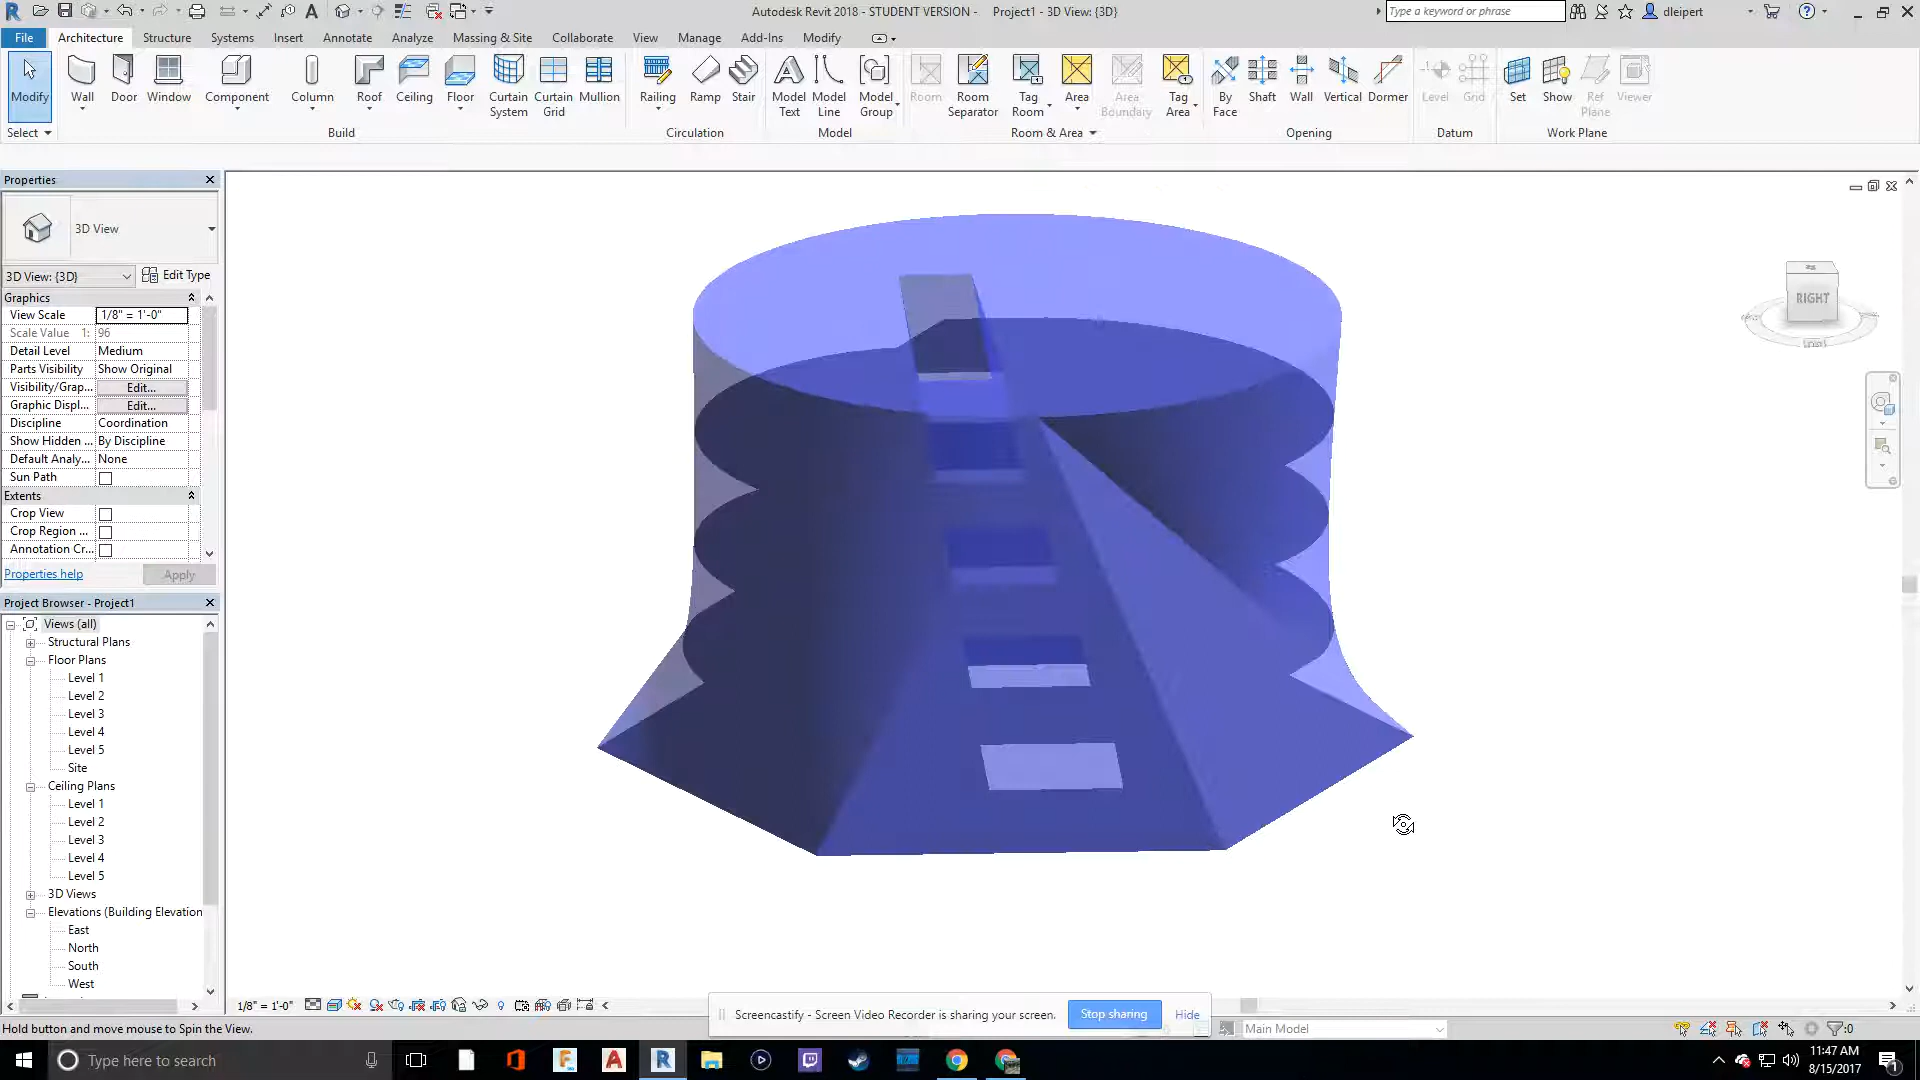 Autodesk Revit 2018 - STUDENT VERSION - Project1 - 3D View: {3D}
Type a keyword or phrase
dleipert
File Architecture Structure Systems Insert Annotate Analyze Massing & Site Collaborate View Manage Add-Ins Modify
Modify Wall Door Window Component Column Roof Ceiling Floor Curtain System Curtain Grid Mullion Railing Ramp Stair Model Text Model Line Model Group Room Room Separator Tag Room Area Area Boundary Tag Area By Face Shaft Wall Vertical Dormer Level Grid Set Show Ref Plane Viewer
Select Build Circulation Model Room & Area Opening Datum Work Plane
Properties
3D View
3D View: {3D} Edit Type
Graphics
View Scale 1/8" = 1'-0"
Scale Value 1: 96
Detail Level Medium
Parts Visibility Show Original
Visibility/Grap... Edit...
Graphic Displ... Edit...
Discipline Coordination
Show Hidden ... By Discipline
Default Analy... None
Sun Path
Extents
Crop View
Crop Region ...
Annotation Cr...
Properties help Apply
Project Browser - Project1
Views (all)
Structural Plans
Floor Plans
Level 1
Level 2
Level 3
Level 4
Level 5
Site
Ceiling Plans
Level 1
Level 2
Level 3
Level 4
Level 5
3D Views
Elevations (Building Elevation
East
North
South
West
RIGHT
1/8" = 1'-0"
Screencastify - Screen Video Recorder is sharing your screen. Stop sharing Hide
Hold button and move mouse to Spin the View.
Main Model
:0
Type here to search
11:47 AM
8/15/2017
1